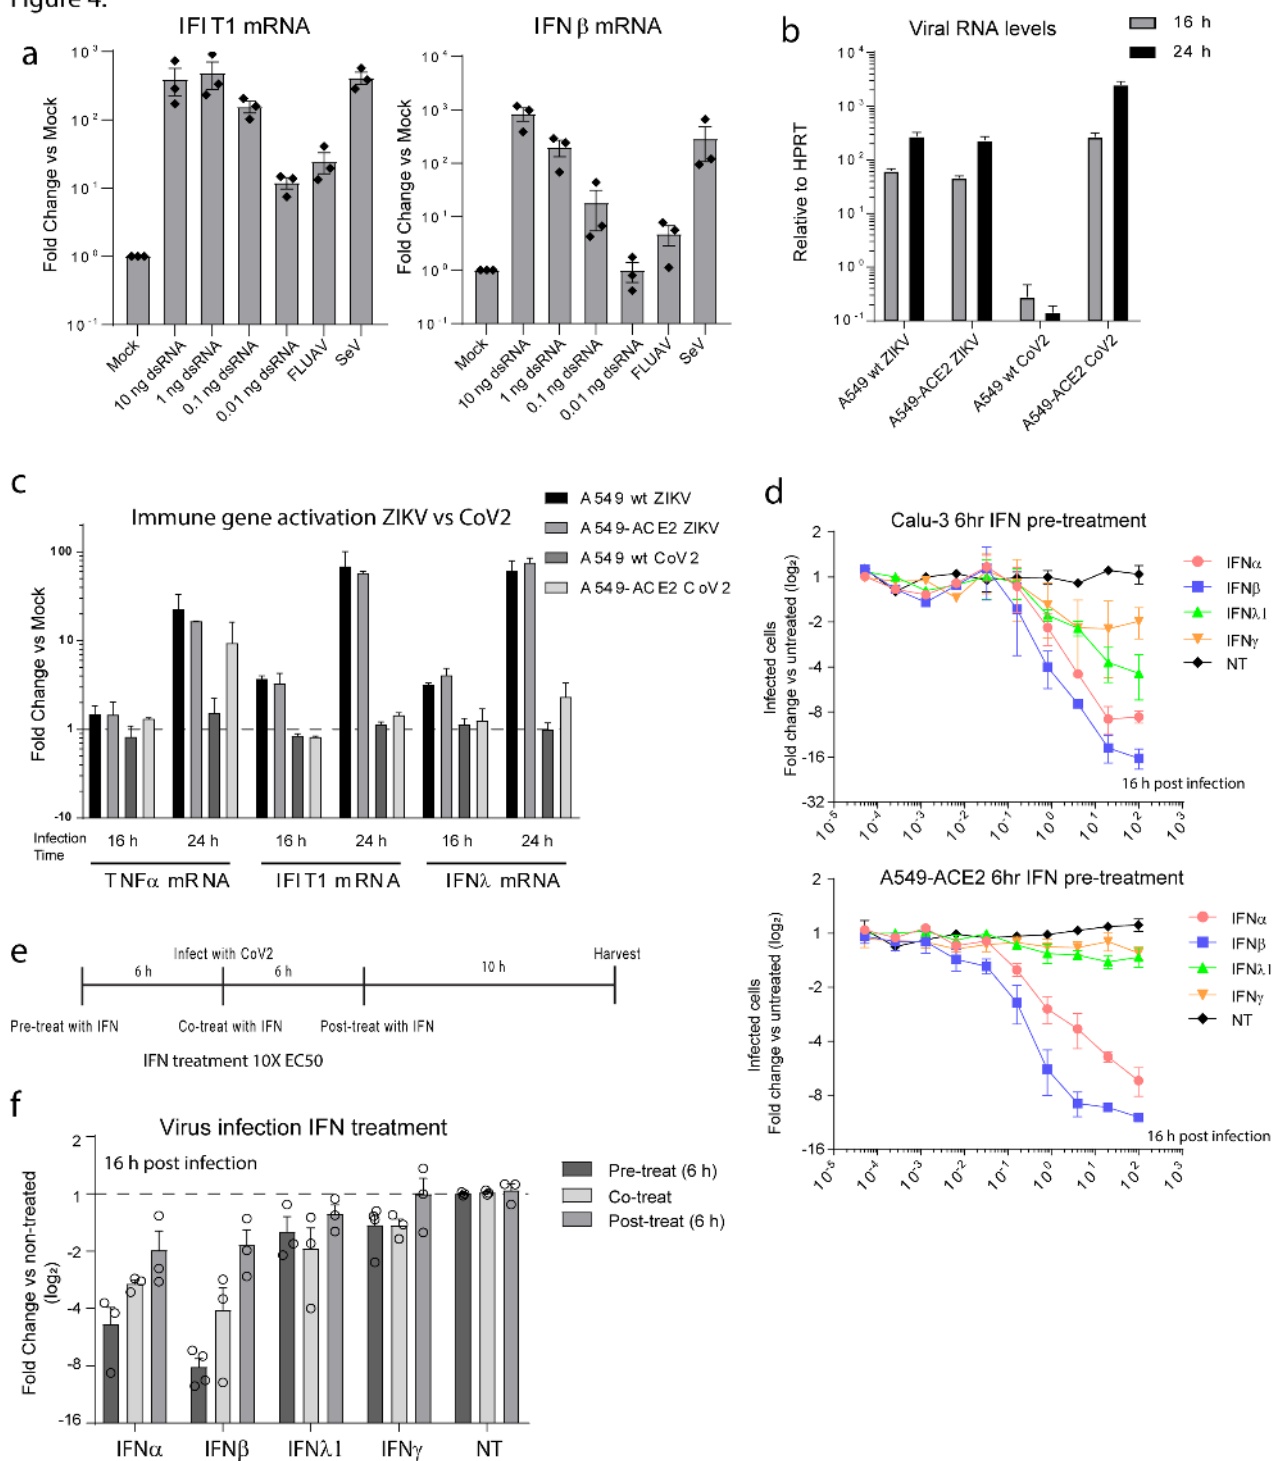 Figure 4.
a
IFIT1 mRNA
Fold Change vs Mock
10³
10²
10¹
10⁰
10⁻¹
Mock
10 ng dsRNA
1 ng dsRNA
0.1 ng dsRNA
0.01 ng dsRNA
FLUAV
SeV
IFNβ mRNA
Fold Change vs Mock
10⁴
10³
10²
10¹
10⁰
10⁻¹
Mock
10 ng dsRNA
1 ng dsRNA
0.1 ng dsRNA
0.01 ng dsRNA
FLUAV
SeV
b
Viral RNA levels
16 h
24 h
Relative to HPRT
10⁴
10³
10²
10¹
10⁰
10⁻¹
A549 wt ZIKV
A549-ACE2 ZIKV
A549 wt CoV2
A549-ACE2 CoV2
c
Immune gene activation ZIKV vs CoV2
A549 wt ZIKV
A549-ACE2 ZIKV
A549 wt CoV2
A549-ACE2 CoV2
Fold Change vs Mock
100
10
1
-10
Infection
Time
16 h 24 h 16 h 24 h 16 h 24 h
TNFα mRNA IFIT1 mRNA IFNλ mRNA
d
Calu-3 6hr IFN pre-treatment
Infected cells
Fold change vs untreated (log₂)
2
1
-2
-4
-8
-16
-32
IFNα
IFNβ
IFNλ1
IFNγ
NT
16 h post infection
10⁻⁵ 10⁻⁴ 10⁻³ 10⁻² 10⁻¹ 10⁰ 10¹ 10² 10³
A549-ACE2 6hr IFN pre-treatment
Infected cells
Fold change vs untreated (log₂)
2
1
-2
-4
-8
-16
IFNα
IFNβ
IFNλ1
IFNγ
NT
16 h post infection
10⁻⁵ 10⁻⁴ 10⁻³ 10⁻² 10⁻¹ 10⁰ 10¹ 10² 10³
e
Infect with CoV2
Harvest
6 h 6 h 10 h
Pre-treat with IFN Co-treat with IFN Post-treat with IFN
IFN treatment 10X EC50
f
Virus infection IFN treatment
16 h post infection
Pre-treat (6 h)
Co-treat
Post-treat (6 h)
Fold Change vs non-treated
(log₂)
2
1
-2
-4
-8
-16
IFNα IFNβ IFNλ1 IFNγ NT